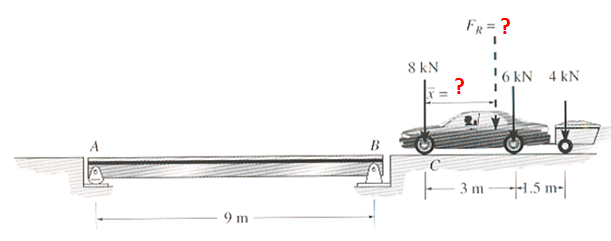 F_R = ?
8 kN
6 kN 4 kN
x̄ = ?
A
B
C
3 m
1.5 m
9 m